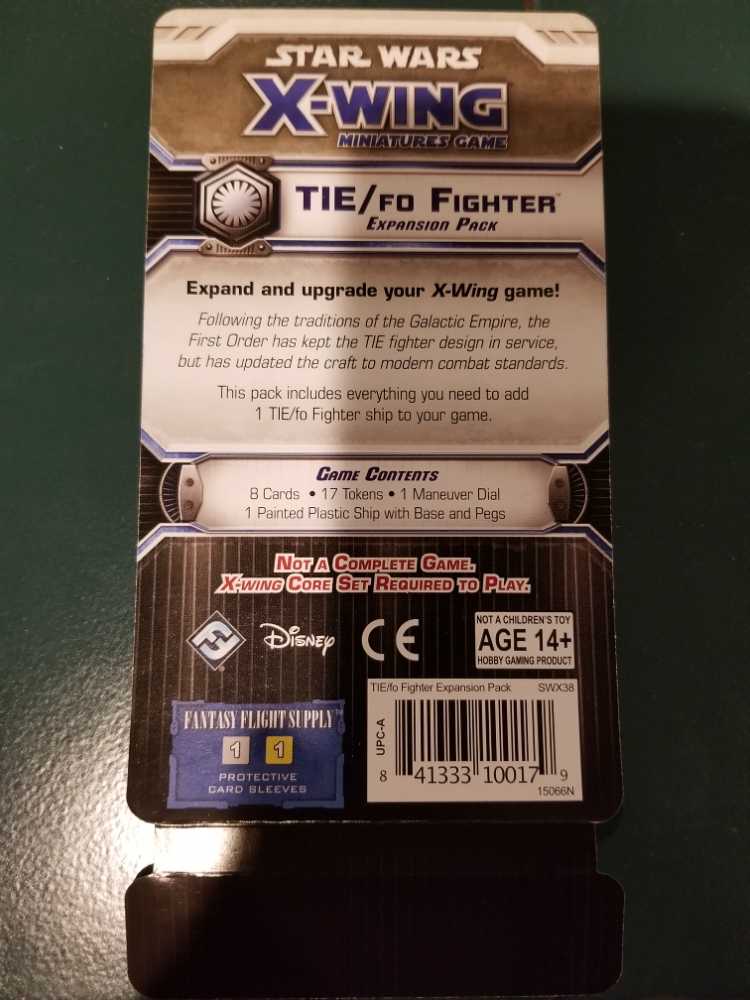 STAR WARS
X-WING
MINIATURES GAME
TIE/FO FIGHTER™
EXPANSION PACK
Expand and upgrade your X-Wing game!
Following the traditions of the Galactic Empire, the
First Order has kept the TIE fighter design in service,
but has updated the craft to modern combat standards.
This pack includes everything you need to add
1 TIE/fo Fighter ship to your game.
GAME CONTENTS
8 Cards • 17 Tokens • 1 Maneuver Dial
1 Painted Plastic Ship with Base and Pegs
NOT A COMPLETE GAME.
X-WING CORE SET REQUIRED TO PLAY.
Disney
CE
NOT A CHILDREN'S TOY
AGE 14+
HOBBY GAMING PRODUCT
FANTASY FLIGHT SUPPLY™
1 1
PROTECTIVE
CARD SLEEVES
TIE/fo Fighter Expansion Pack SWX38
UPC-A
8 41333 10017 9
15066N